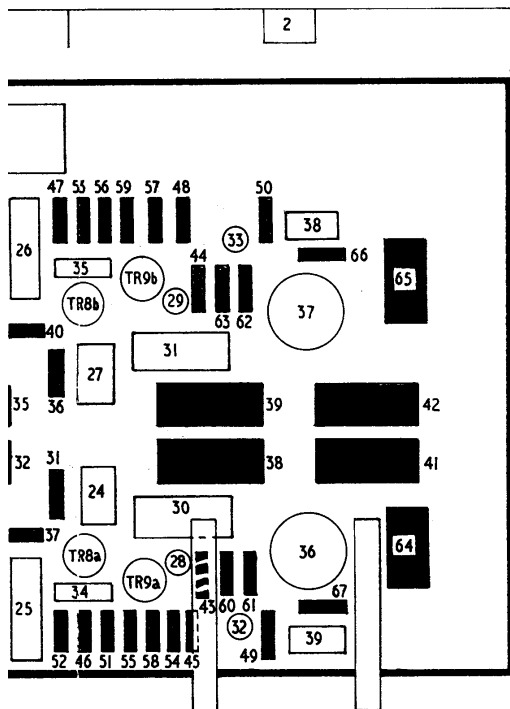 2
47 55 56 59 57 48 50
33 38
26 44 66
35 TR9b 65
TR8b 29 37
63 62
40
31
27
35 36 39 42
32 31 38 41
24
30
37
TR8a 28 36 64
TR9a
34 43 60 61 67
25 32
39
52 46 51 55 58 54 45 49